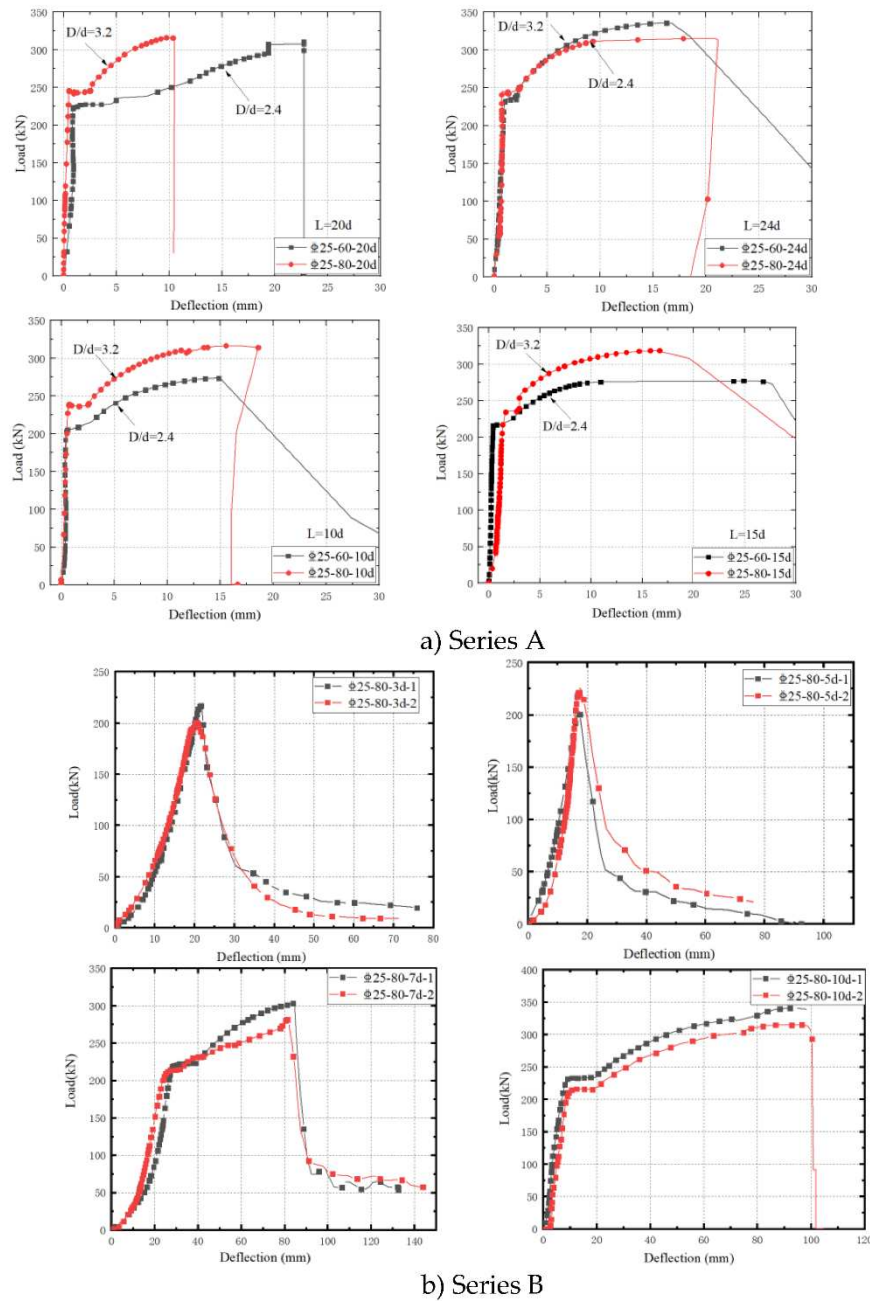 350
300
250
200
150
100
50
0
Load (kN)
D/d=3.2
D/d=2.4
L=20d
Φ25-60-20d
Φ25-80-20d
0 5 10 15 20 25 30
Deflection (mm)
350
300
250
200
150
100
50
0
Load (kN)
D/d=3.2
D/d=2.4
L=24d
Φ25-60-24d
Φ25-80-24d
0 5 10 15 20 25 30
Deflection (mm)
350
300
250
200
150
100
50
0
Load (kN)
D/d=3.2
D/d=2.4
L=10d
Φ25-60-10d
Φ25-80-10d
0 5 10 15 20 25 30
Deflection (mm)
350
300
250
200
150
100
50
0
Load (kN)
D/d=3.2
D/d=2.4
L=15d
Φ25-60-15d
Φ25-80-15d
0 5 10 15 20 25 30
Deflection (mm)
a) Series A
250
200
150
100
50
0
Load(kN)
Φ25-80-3d-1
Φ25-80-3d-2
0 10 20 30 40 50 60 70 80
Deflection (mm)
250
200
150
100
50
0
Load(kN)
Φ25-80-5d-1
Φ25-80-5d-2
0 20 40 60 80 100
Deflection (mm)
350
300
250
200
150
100
50
0
Load(kN)
Φ25-80-7d-1
Φ25-80-7d-2
0 20 40 60 80 100 120 140
Deflection (mm)
400
350
300
250
200
150
100
50
0
Load(kN)
Φ25-80-10d-1
Φ25-80-10d-2
0 20 40 60 80 100 120
Deflection (mm)
b) Series B